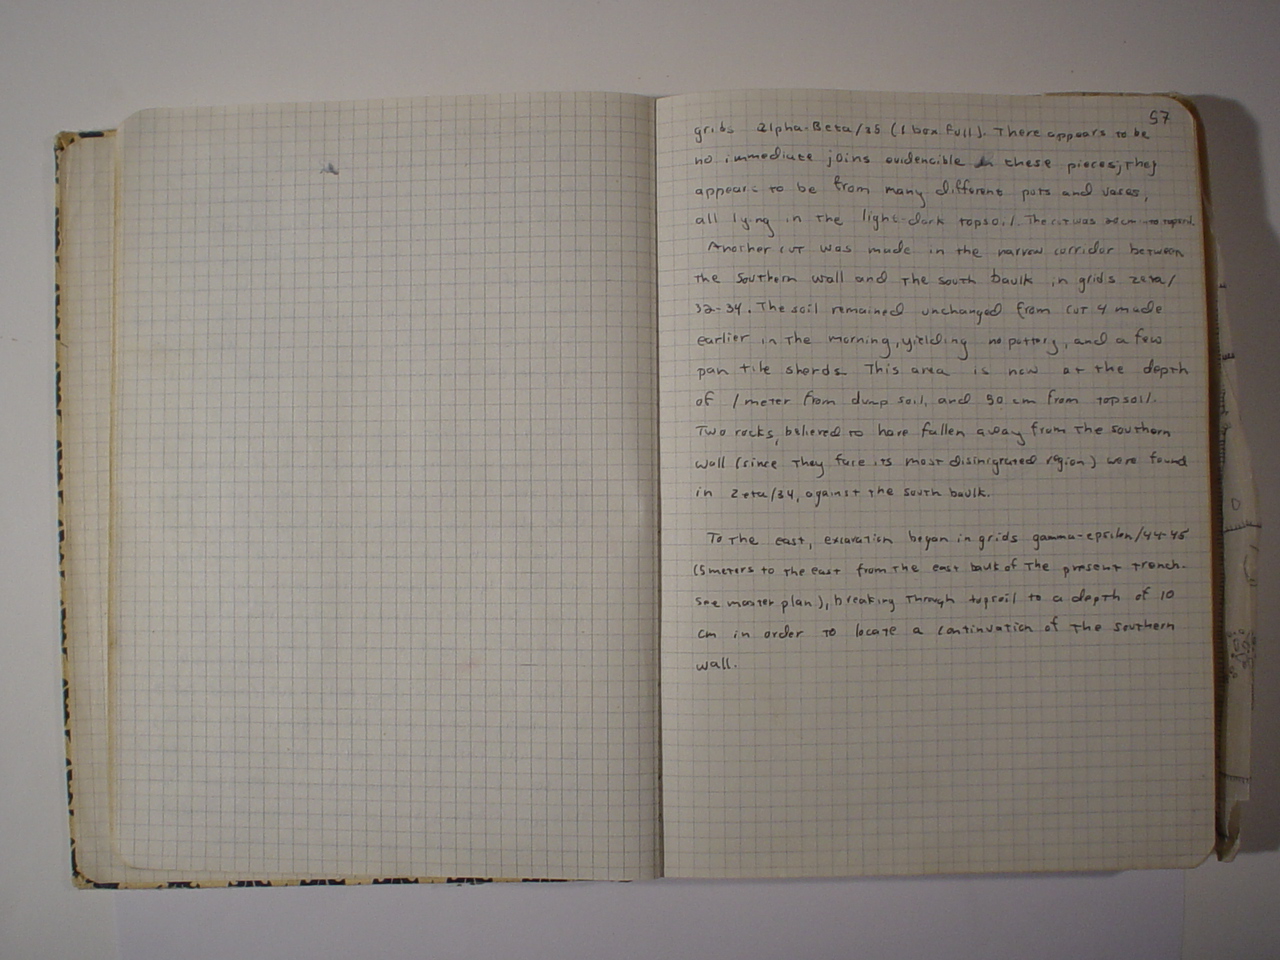 57
gribs alpha-Beta/35 (1 box full). There appears to be
no immediate joins evidencible in these pieces; they
appears to be from many different pots and vases,
all lying in the light-dark topsoil. The cut was to topsoil.
Another cut was made in the narrow corridor between
the southern wall and the south baulk in grids zeta/
32-34. The soil remained unchanged from cut 4 made
earlier in the morning, yielding no pottery, and a few
pan tile sherds. This area is now at the depth
of 1 meter from dump soil, and 90 cm from topsoil.
Two rocks, believed to have fallen away from the southern
wall (since they face its most disinigrated region) were found
in Zeta/34, against the south baulk.
To the east, excavation began in grids gamma-epsilon/44-45
(5 meters to the east from the east baulk of the present trench.
See master plan), breaking through topsoil to a depth of 10
cm in order to locate a continuation of the southern
wall.